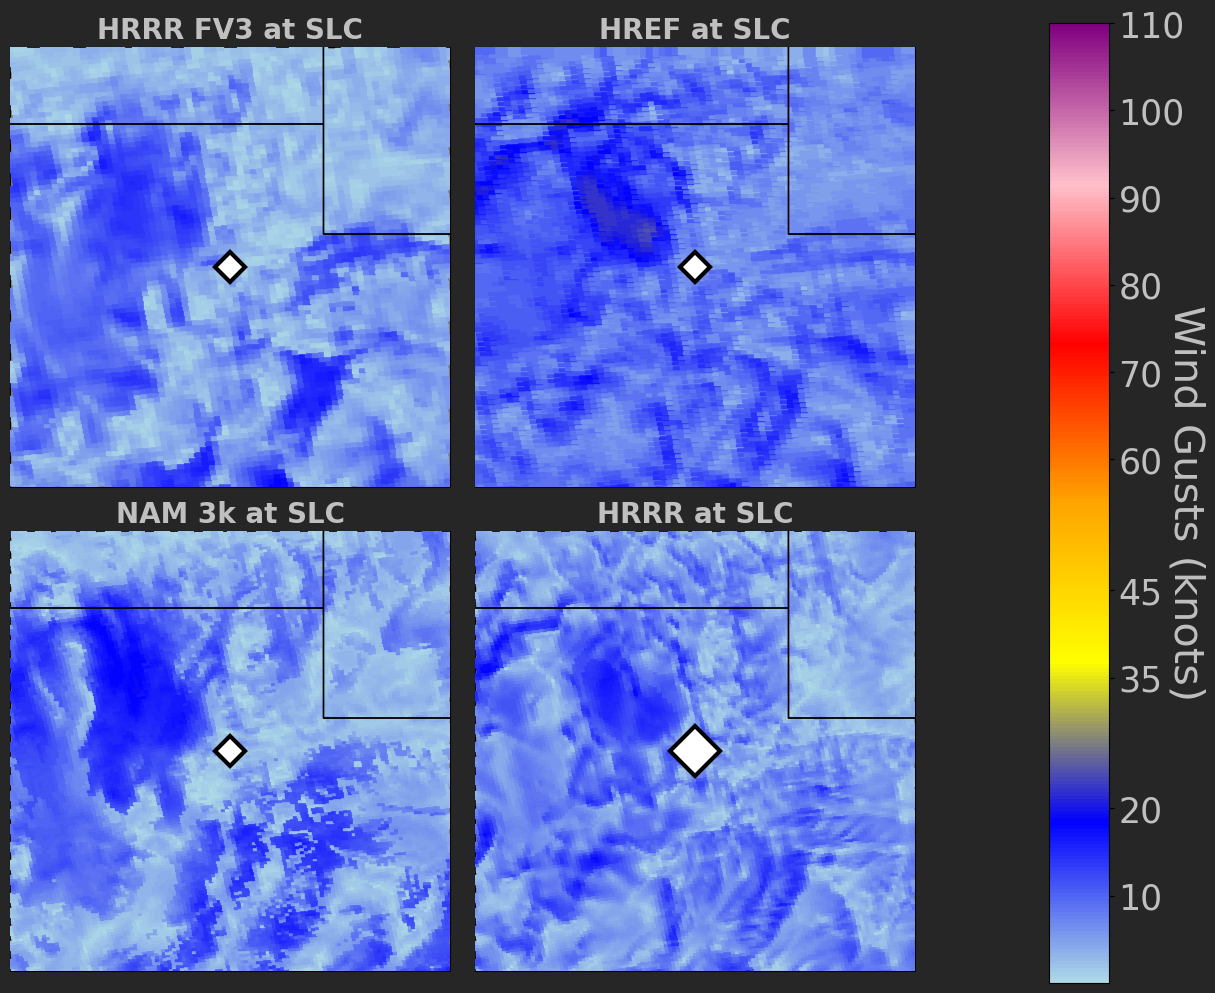 HRRR FV3 at SLC
HREF at SLC
NAM 3k at SLC
HRRR at SLC
110
100
90
80
70
60
45
35
20
10
Wind Gusts (knots)